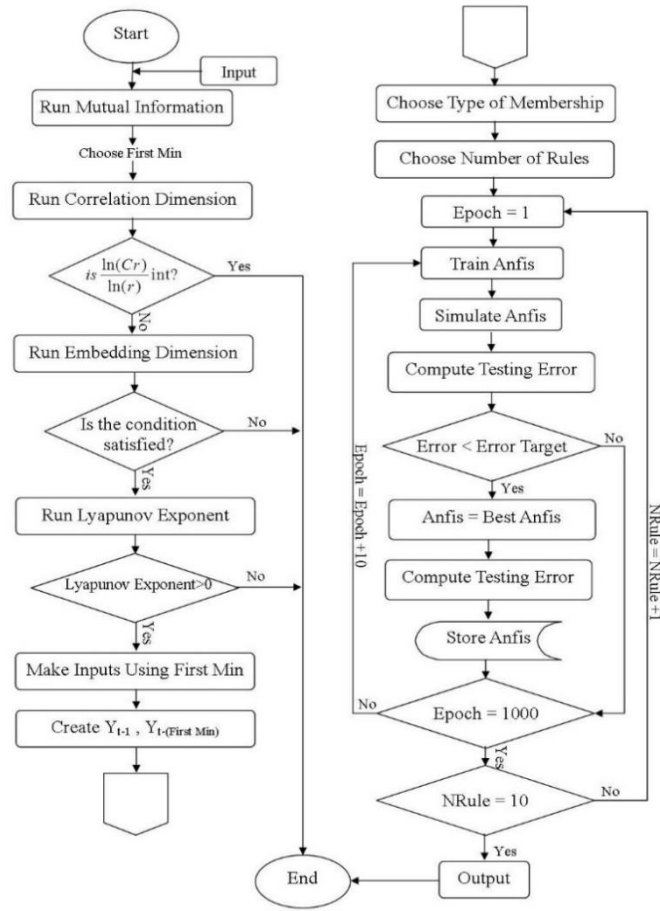 Start
Input
Run Mutual Information
Choose First Min
Run Correlation Dimension
is ln(Cr)/ln(r) int?
Yes
No
Run Embedding Dimension
Is the condition
satisfied?
No
Yes
Run Lyapunov Exponent
Lyapunov Exponent>0
No
Yes
Make Inputs Using First Min
Create Yt-1 , Yt-(First Min)
Choose Type of Membership
Choose Number of Rules
Epoch = 1
Train Anfis
Simulate Anfis
Compute Testing Error
Error < Error Target
No
Yes
Anfis = Best Anfis
Compute Testing Error
Store Anfis
Epoch = 1000
No
Yes
Epoch = Epoch +10
NRule = 10
No
NRule = NRule +1
Yes
Output
End